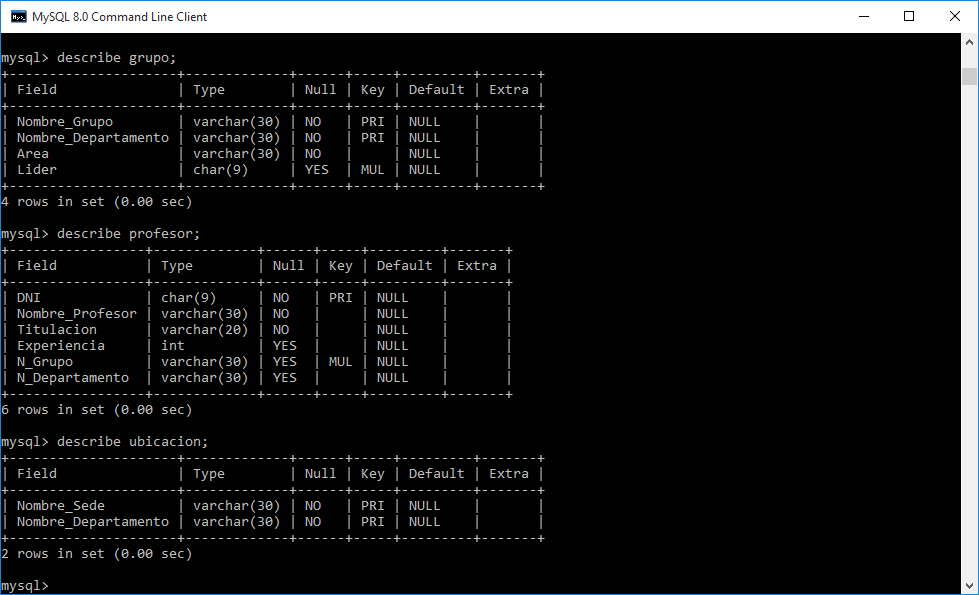 MySQL 8.0 Command Line Client
mysql> describe grupo;
+---------------------+-------------+------+-----+---------+-------+
| Field               | Type        | Null | Key | Default | Extra |
+---------------------+-------------+------+-----+---------+-------+
| Nombre_Grupo        | varchar(30) | NO   | PRI | NULL    |       |
| Nombre_Departamento | varchar(30) | NO   | PRI | NULL    |       |
| Area                | varchar(30) | NO   |     | NULL    |       |
| Lider               | char(9)     | YES  | MUL | NULL    |       |
+---------------------+-------------+------+-----+---------+-------+
4 rows in set (0.00 sec)
mysql> describe profesor;
+-----------------+-------------+------+-----+---------+-------+
| Field           | Type        | Null | Key | Default | Extra |
+-----------------+-------------+------+-----+---------+-------+
| DNI             | char(9)     | NO   | PRI | NULL    |       |
| Nombre_Profesor | varchar(30) | NO   |     | NULL    |       |
| Titulacion      | varchar(20) | NO   |     | NULL    |       |
| Experiencia     | int         | YES  |     | NULL    |       |
| N_Grupo         | varchar(30) | YES  | MUL | NULL    |       |
| N_Departamento  | varchar(30) | YES  |     | NULL    |       |
+-----------------+-------------+------+-----+---------+-------+
6 rows in set (0.00 sec)
mysql> describe ubicacion;
+---------------------+-------------+------+-----+---------+-------+
| Field               | Type        | Null | Key | Default | Extra |
+---------------------+-------------+------+-----+---------+-------+
| Nombre_Sede         | varchar(30) | NO   | PRI | NULL    |       |
| Nombre_Departamento | varchar(30) | NO   | PRI | NULL    |       |
+---------------------+-------------+------+-----+---------+-------+
2 rows in set (0.00 sec)
mysql>